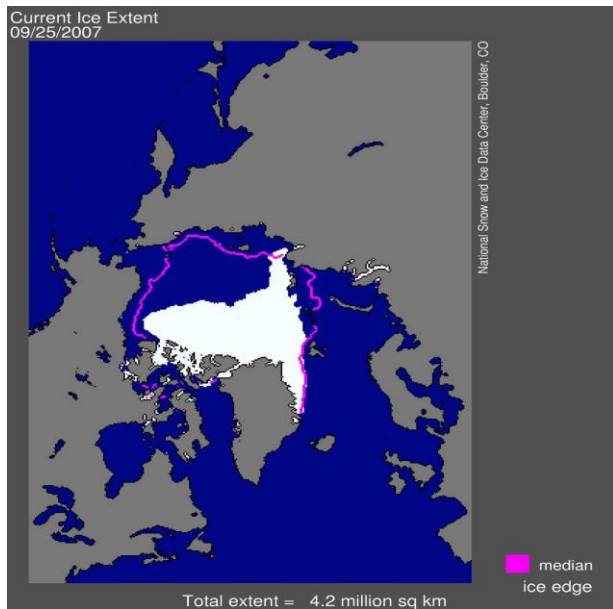 Current Ice Extent
09/25/2007
National Snow and Ice Data Center, Boulder, CO
median
ice edge
Total extent = 4.2 million sq km